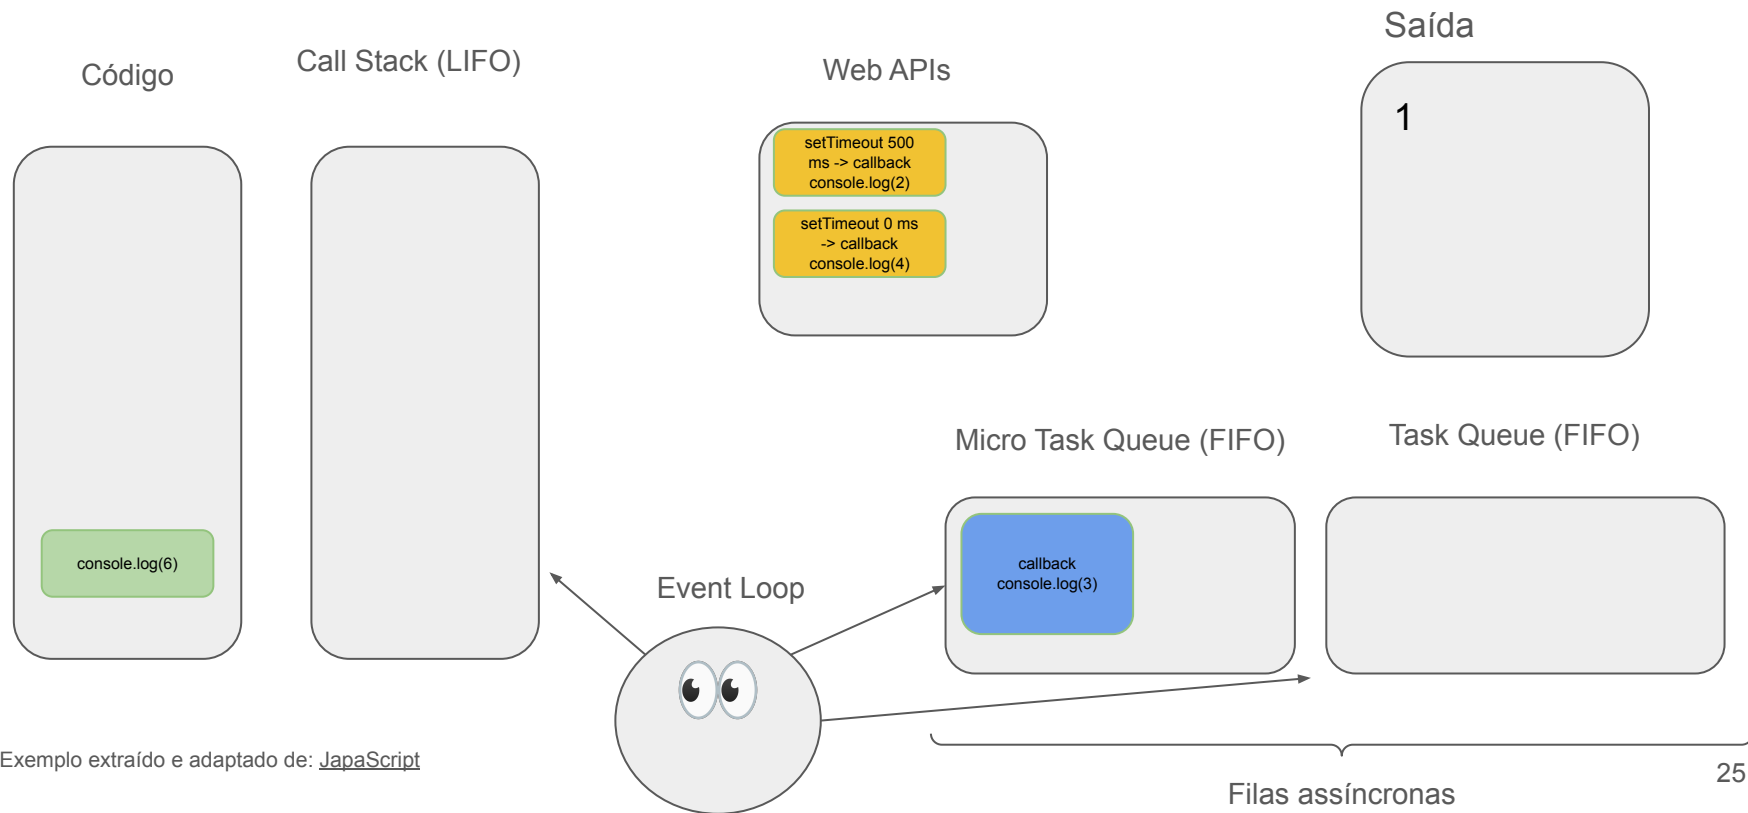 Código
Call Stack (LIFO)
Web APIs
Saída
setTimeout 500
ms -> callback
console.log(2)
setTimeout 0 ms
-> callback
console.log(4)
1
console.log(6)
Event Loop
Micro Task Queue (FIFO)
Task Queue (FIFO)
callback
console.log(3)
Filas assíncronas
Exemplo extraído e adaptado de: JapaScript
25